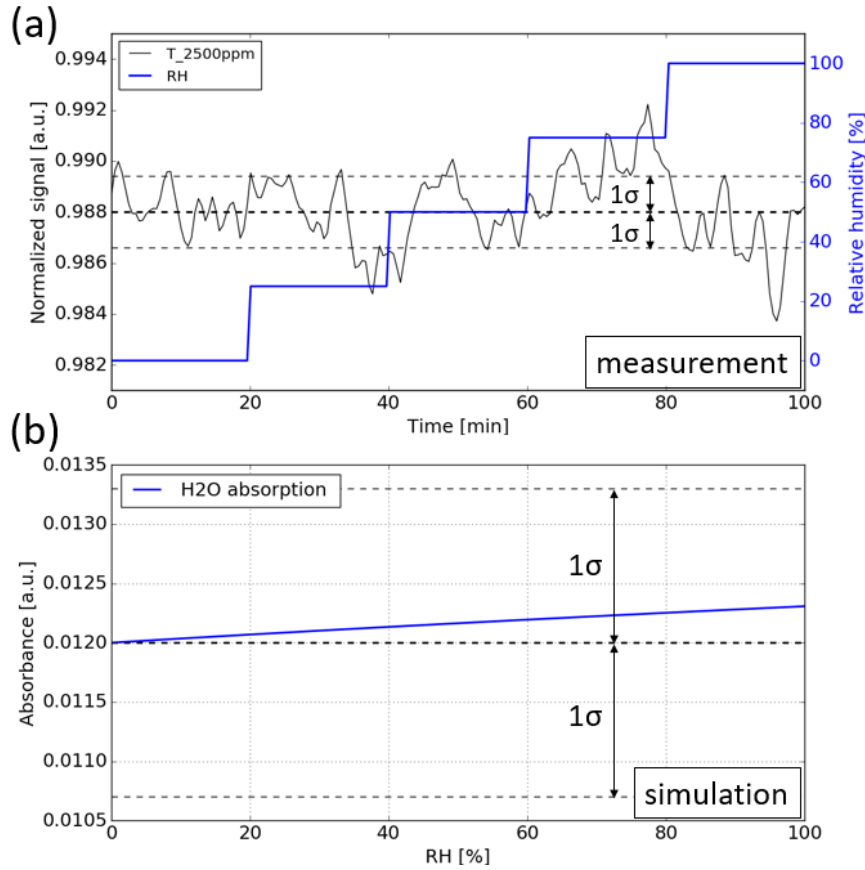 (a)
0.994
0.992
0.990
0.988
0.986
0.984
0.982
Normalized signal [a.u.]
T_2500ppm
RH
1σ
1σ
100
80
60
40
20
0
Relative humidity [%]
measurement
0 20 40 60 80 100
Time [min]
(b)
0.0135
0.0130
0.0125
0.0120
0.0115
0.0110
0.0105
Absorbance [a.u.]
H2O absorption
1σ
1σ
simulation
0 20 40 60 80 100
RH [%]